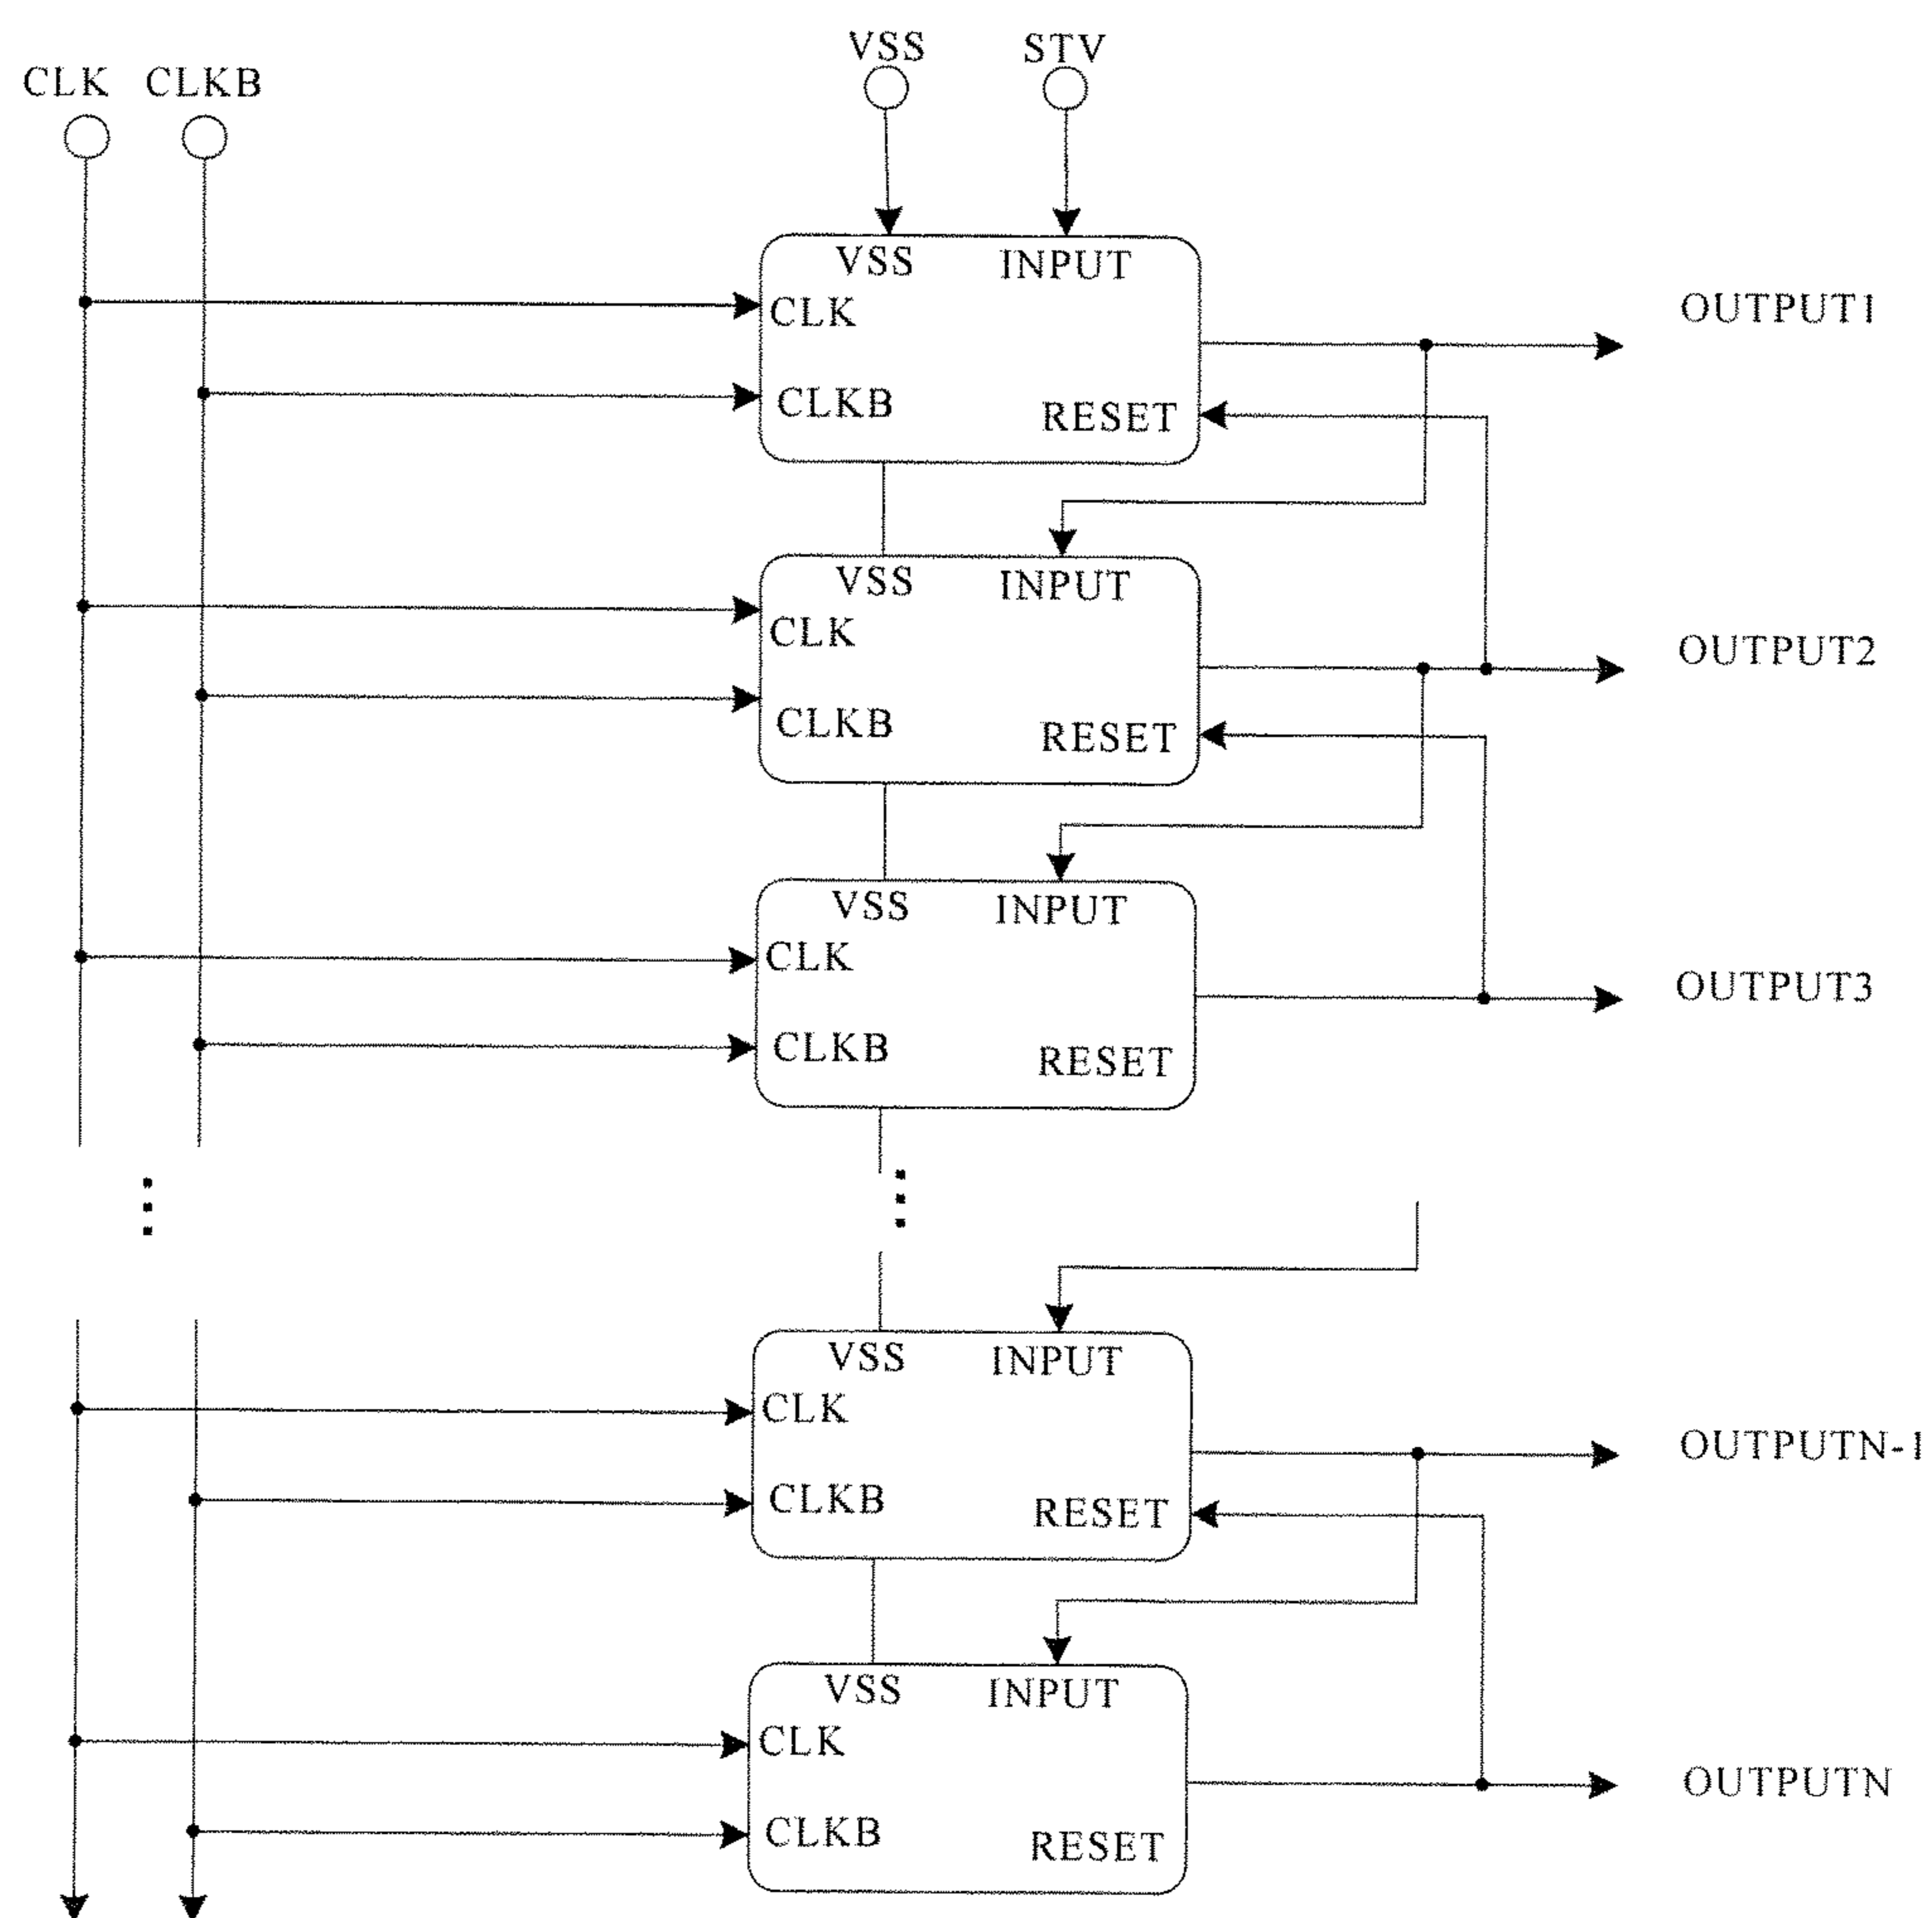 VSS STV
CLK CLKB
VSS INPUT
CLK
OUTPUT1
CLKB
RESET
VSS INPUT
CLK
OUTPUT2
CLKB
RESET
VSS INPUT
CLK
OUTPUT3
CLKB
RESET
VSS INPUT
CLK
OUTPUTN-1
CLKB
RESET
VSS INPUT
CLK
OUTPUTN
CLKB
RESET